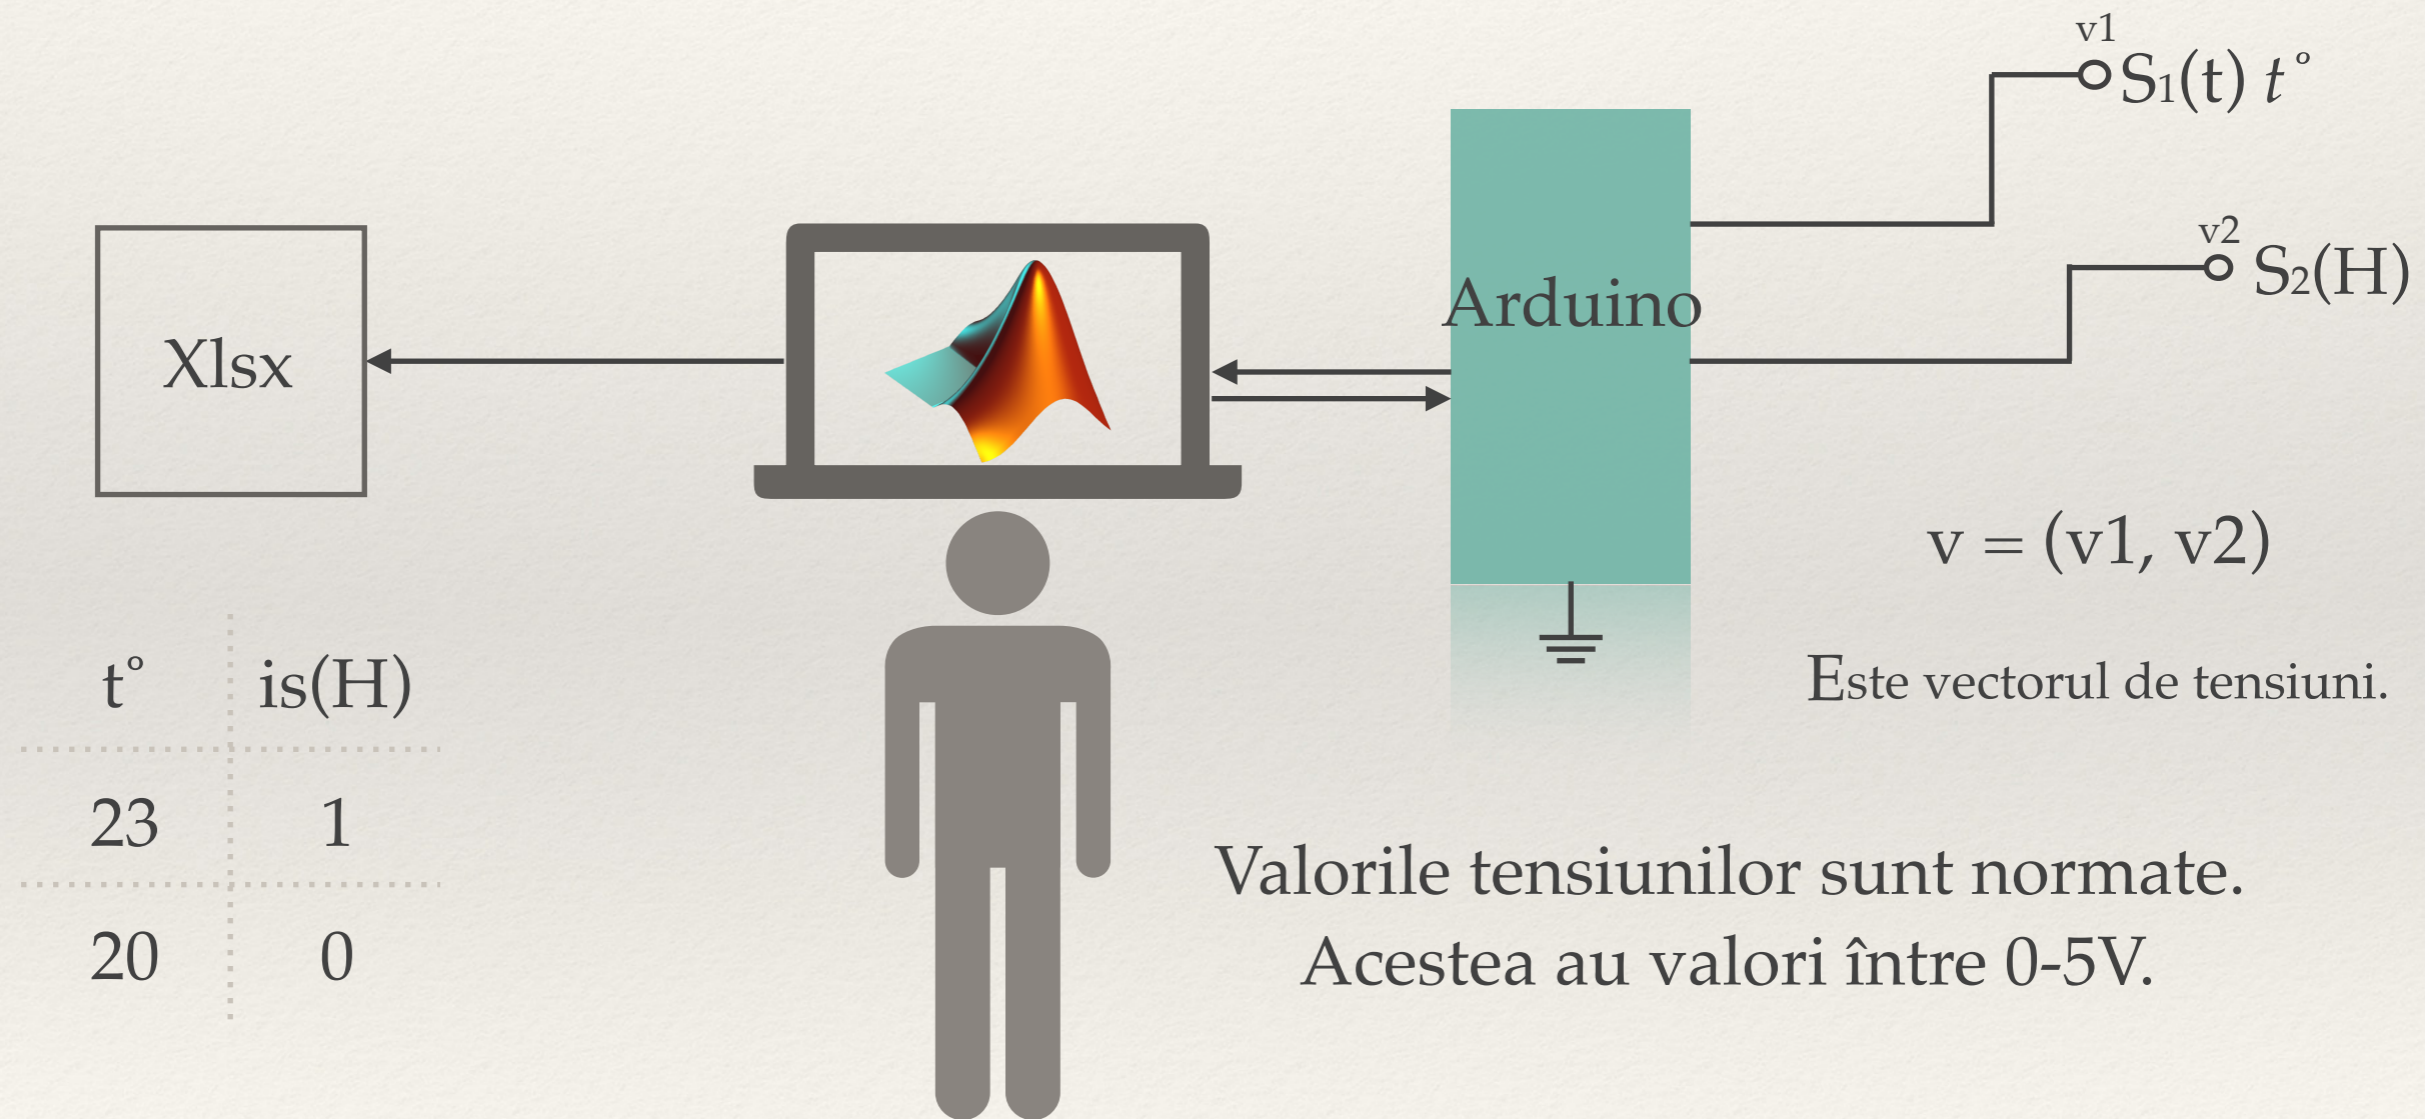 v1
S₁(t) t°
v2
S₂(H)
Arduino
Xlsx
v = (v1, v2)
Este vectorul de tensiuni.
t° is(H)
23 1
20 0
Valorile tensiunilor sunt normate.
Acestea au valori între 0-5V.